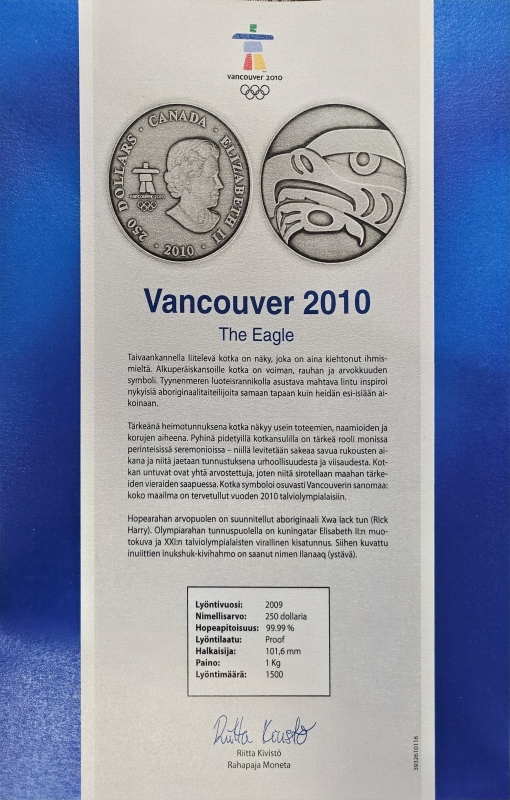 vancouver 2010
250 DOLLARS · CANADA · ELIZABETH II
vancouver 2010
· 2010 ·
Vancouver 2010
The Eagle
Taivaankannella liitelevä kotka on näky, joka on aina kiehtonut ihmis-
mieltä. Alkuperäiskansoille kotka on voiman, rauhan ja arvokkuuden
symboli. Tyynenmeren luoteisrannikolla asustava mahtava lintu inspiroi
nykyisiä aboriginaalitaiteilijoita samaan tapaan kuin heidän esi-isiään ai-
koinaan.
Tärkeänä heimotunnuksena kotka näkyy usein toteemien, naamioiden ja
korujen aiheena. Pyhinä pidetyillä kotkansulilla on tärkeä rooli monissa
perinteisissä seremonioissa – niillä levitetään sakeaa savua rukousten ai-
kana ja niitä jaetaan tunnustuksena urhoollisuudesta ja viisaudesta. Kot-
kan untuvat ovat yhtä arvostettuja, joten niitä sirotellaan maahan tärke-
iden vieraiden saapuessa. Kotka symboloi osuvasti Vancouverin sanomaa:
koko maailma on tervetullut vuoden 2010 talviolympialaisiin.
Hopearahan arvopuolen on suunnitellut aboriginaali Xwa lack tun (Rick
Harry). Olympiarahan tunnuspuolella on kuningatar Elisabeth II:n muo-
tokuva ja XXI:n talviolympialaisten virallinen kisatunnus. Siihen kuvattu
inuiittien inukshuk-kivihahmo on saanut nimen Ilanaaq (ystävä).
Lyöntivuosi: 2009
Nimellisarvo: 250 dollaria
Hopeapitoisuus: 99.99 %
Lyöntilaatu: Proof
Halkaisija: 101,6 mm
Paino: 1 Kg
Lyöntimäärä: 1500
Riitta Kivistö
Riitta Kivistö
Rahapaja Moneta
3932610116